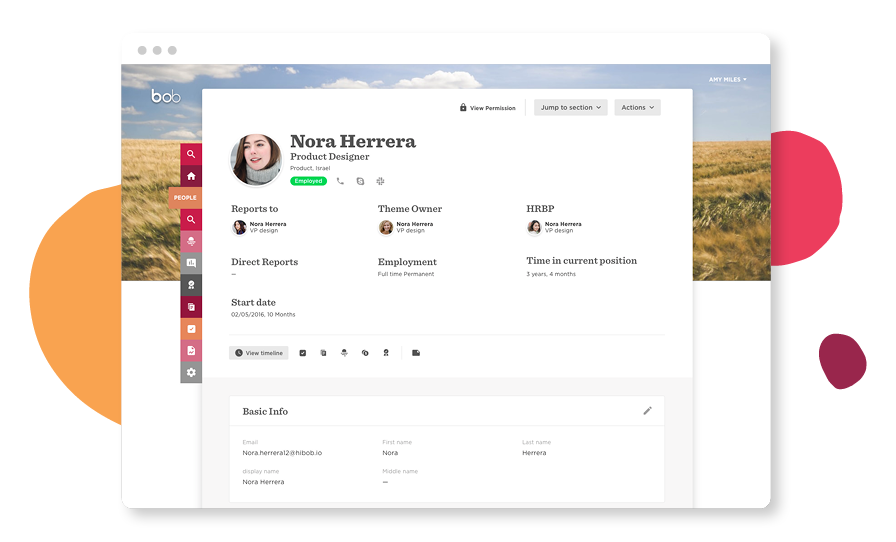 AMY MILES
bob
View Permission
Jump to section
Actions
Nora Herrera
Product Designer
Product, Israel
Employed
PEOPLE
Reports to
Nora Herrera
VP design
Theme Owner
Nora Herrera
VP design
HRBP
Nora Herrera
VP design
Direct Reports
—
Employment
Full time Permanent
Time in current position
3 years, 4 months
Start date
02/05/2016, 10 Months
View timeline
Basic Info
Email
Nora.herrera12@hibob.io
First name
Nora
Last name
Herrera
display name
Nora Herrera
Middle name
—